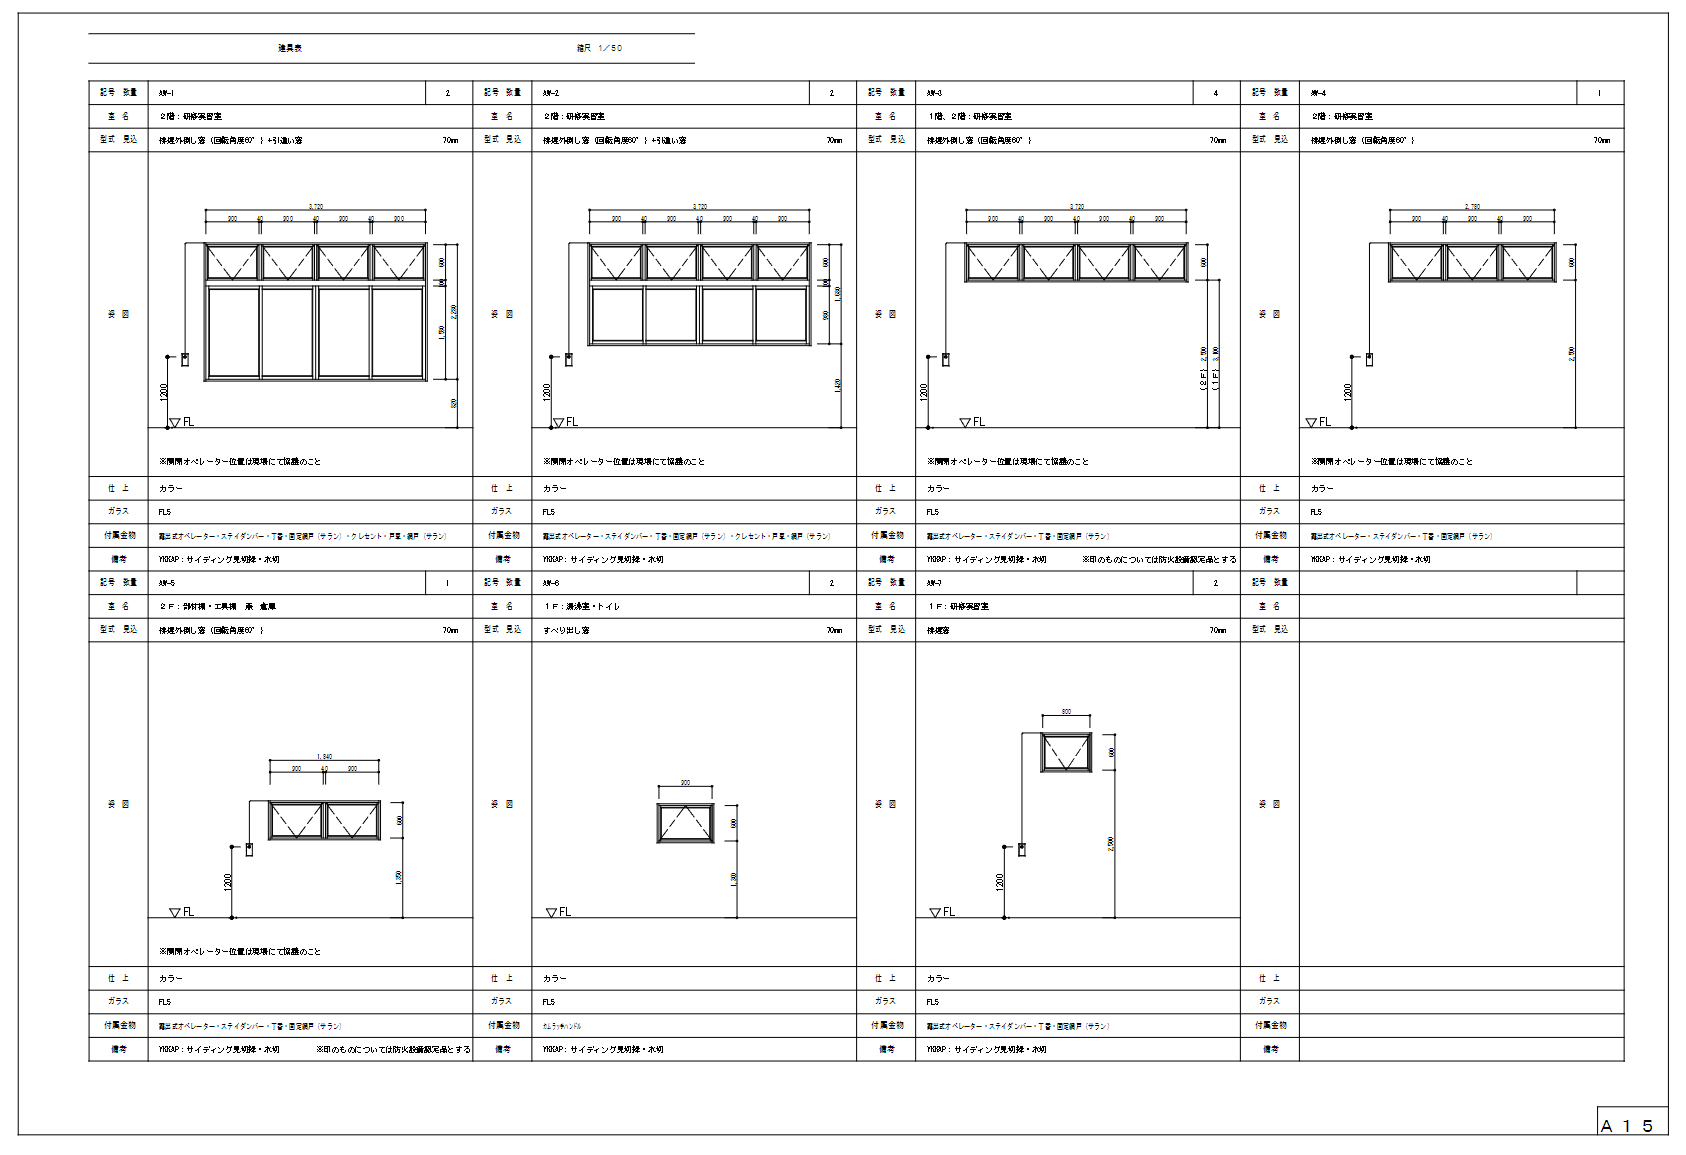 建具表 縮尺 1／50
記号 数量 AW-1 2 記号 数量 AW-2 2 記号 数量 AW-3 4 記号 数量 AW-4 1
室 名 2階：研修実習室 室 名 2階：研修実習室 室 名 1階、2階：研修実習室 室 名 2階：研修実習室
型式 見込 排煙外倒し窓（回転角度60°）+引違い窓 70mm 型式 見込 排煙外倒し窓（回転角度60°）+引違い窓 70mm 型式 見込 排煙外倒し窓（回転角度60°） 70mm 型式 見込 排煙外倒し窓（回転角度60°） 70mm
3,720 3,720 3,720 2,780
900 40 900 40 900 40 900 900 40 900 40 900 40 900 900 40 900 40 900 40 900 900 40 900 40 900
600 100 1,550 2,250 820
600 100 1,420
600 （2F） 2,500 （1F） 3,100
600 2,500
姿 図 姿 図 姿 図 姿 図
1200 1200 1200 1200
FL FL FL FL
※開閉オペレーター位置は現場にて協議のこと ※開閉オペレーター位置は現場にて協議のこと ※開閉オペレーター位置は現場にて協議のこと ※開閉オペレーター位置は現場にて協議のこと
仕 上 カラー 仕 上 カラー 仕 上 カラー 仕 上 カラー
ガラス FL5 ガラス FL5 ガラス FL5 ガラス FL5
付属金物 露出式オペレーター・ステイダンパー・丁番・固定網戸（サラン）・クレセント・戸車・網戸（サラン） 付属金物 露出式オペレーター・ステイダンパー・丁番・固定網戸（サラン）・クレセント・戸車・網戸（サラン） 付属金物 露出式オペレーター・ステイダンパー・丁番・固定網戸（サラン） 付属金物 露出式オペレーター・ステイダンパー・丁番・固定網戸（サラン）
備考 YKKAP：サイディング見切縁・水切 備考 YKKAP：サイディング見切縁・水切 備考 YKKAP：サイディング見切縁・水切 ※印のものについては防火設備認定品とする 備考 YKKAP：サイディング見切縁・水切
記号 数量 AW-5 1 記号 数量 AW-6 2 記号 数量 AW-7 2 記号 数量
室 名 2F：部材棚・工具棚 兼 倉庫 室 名 1F：湯沸室・トイレ 室 名 1F：研修実習室 室 名
型式 見込 排煙外倒し窓（回転角度60°） 70mm 型式 見込 すべり出し窓 70mm 型式 見込 排煙窓 70mm 型式 見込
1,840 900 800
900 40 900
600 1,350
600 1,300
600 2,500
姿 図 姿 図 姿 図 姿 図
1200 1200
FL FL FL
※開閉オペレーター位置は現場にて協議のこと
仕 上 カラー 仕 上 カラー 仕 上 カラー 仕 上
ガラス FL5 ガラス FL5 ガラス FL5 ガラス
付属金物 露出式オペレーター・ステイダンパー・丁番・固定網戸（サラン） 付属金物 カムラッチハンドル 付属金物 露出式オペレーター・ステイダンパー・丁番・固定網戸（サラン） 付属金物
備考 YKKAP：サイディング見切縁・水切 ※印のものについては防火設備認定品とする 備考 YKKAP：サイディング見切縁・水切 備考 YKKAP：サイディング見切縁・水切 備考
A15